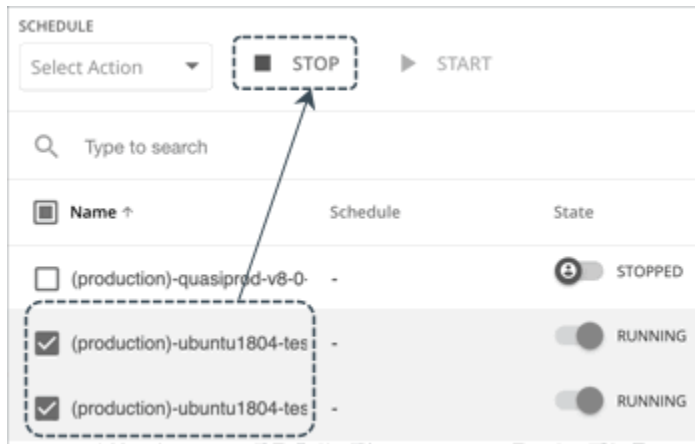 SCHEDULE
Select Action STOP START
Type to search
Name ↑ Schedule State
(production)-quasiprod-v8-0- - STOPPED
(production)-ubuntu1804-tes - RUNNING
(production)-ubuntu1804-tes - RUNNING